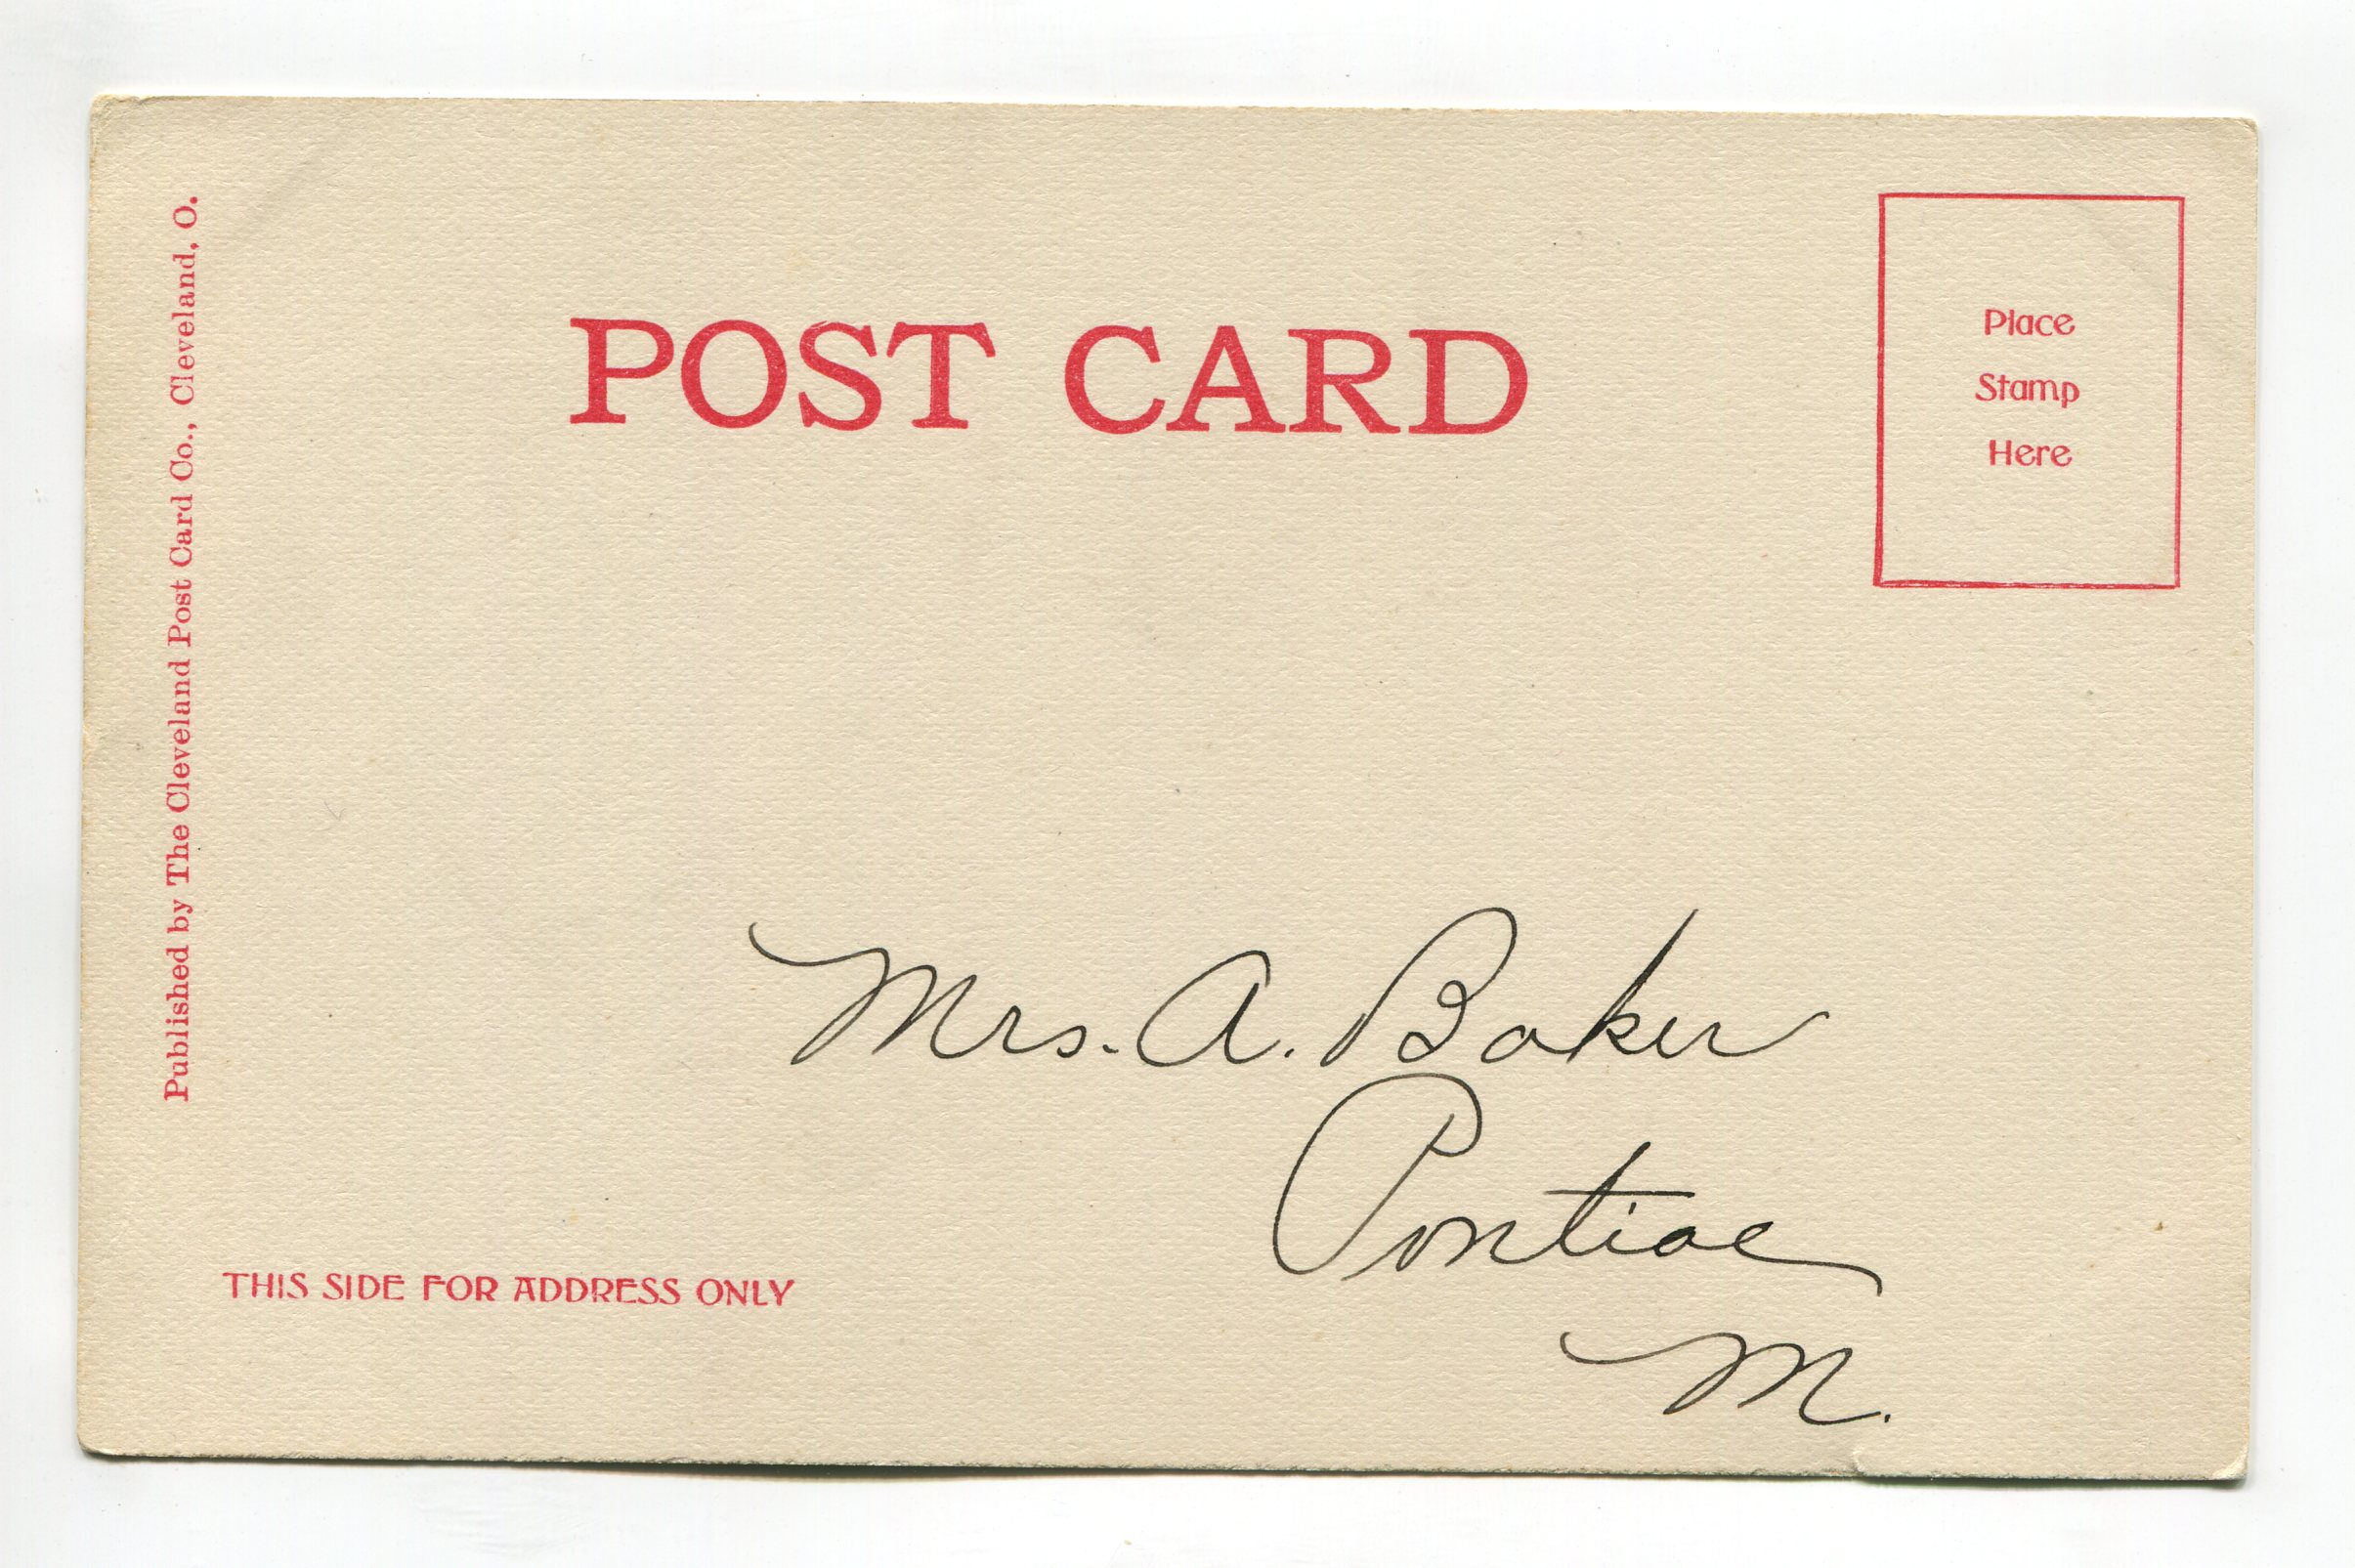 Published by The Cleveland Post Card Co., Cleveland, O.
POST CARD
Place
Stamp
Here
Mrs. A. Baker
Pontiac
M.
THIS SIDE FOR ADDRESS ONLY